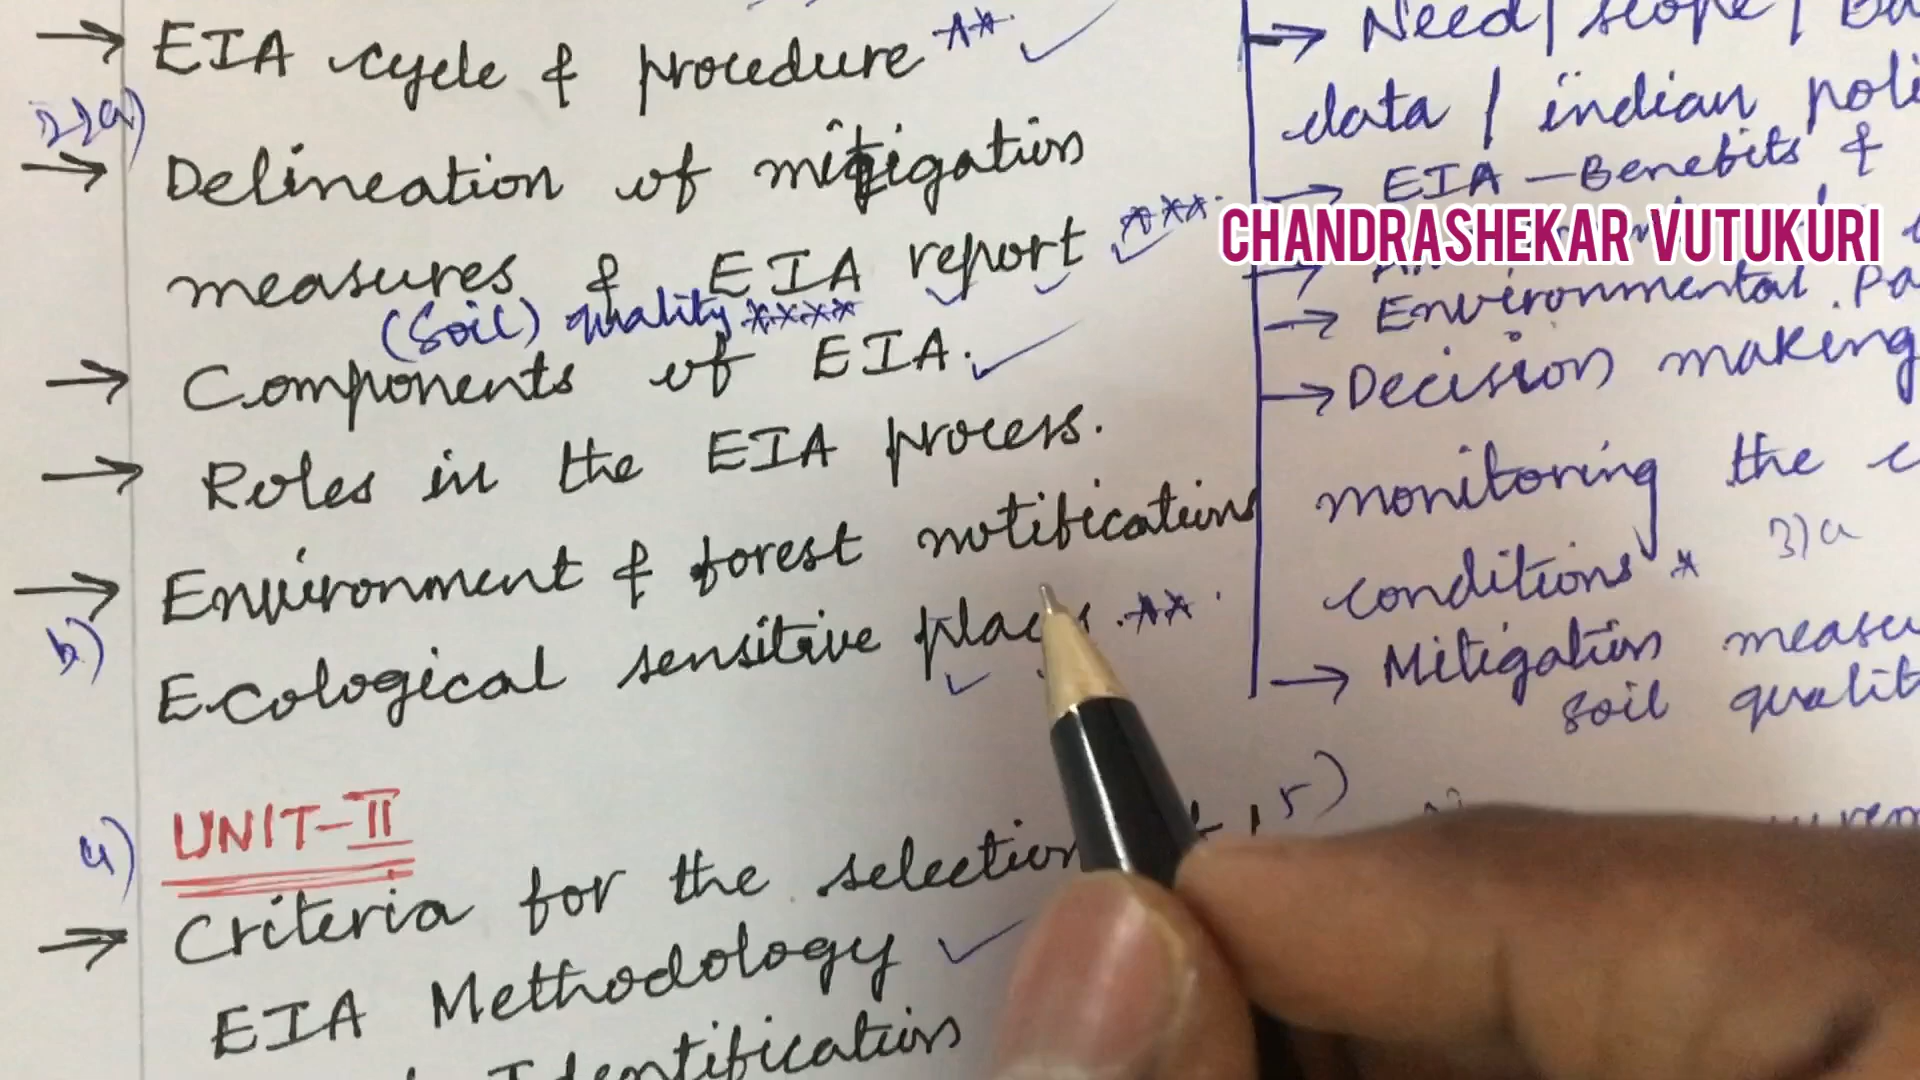 → EIA cycle & procedure **
2)a)
→ Delineation of mitigation
measures & EIA report ***
(Soil) quality ****
→ Components of EIA.
→ Roles in the EIA process.
→ Environment & forest notifications
b)
Ecological sensitive places **
UNIT-II
4)
→ Criteria for the selection
EIA Methodology
Identification
→ Need / scope /
data / indian
→ EIA - Benefits &
CHANDRASHEKAR VUTUKURI
→ Environmental
→ Decision making
monitoring the
conditions *
3)a
→ Mitigation
soil
5)